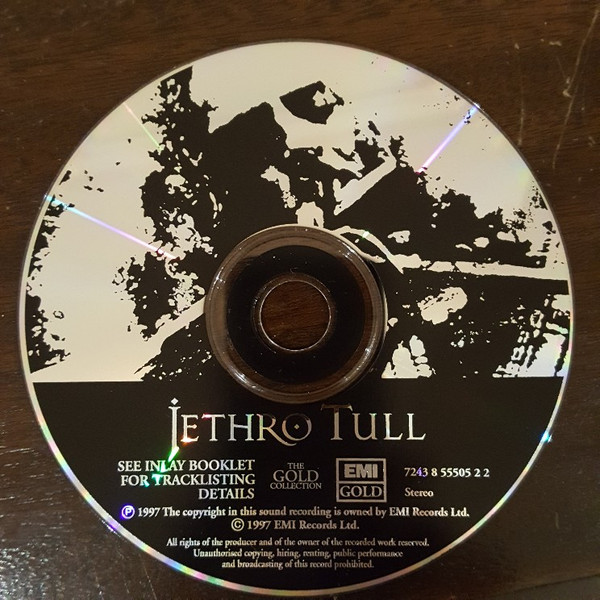 JETHRO TULL
SEE INLAY BOOKLET
FOR TRACKLISTING
DETAILS
THE
GOLD
COLLECTION
EMI
GOLD
7243 8 55505 2 2
Stereo
Ⓟ 1997 The copyright in this sound recording is owned by EMI Records Ltd.
© 1997 EMI Records Ltd.
All rights of the producer and of the owner of the recorded work reserved.
Unauthorised copying, hiring, renting, public performance
and broadcasting of this record prohibited.